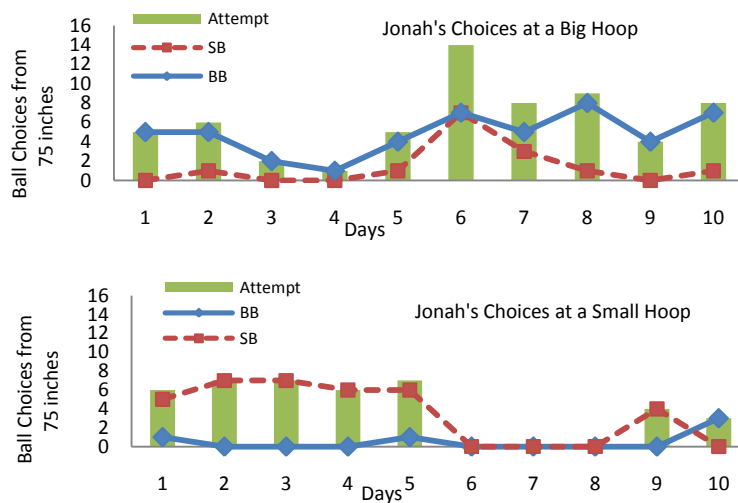 Jonah's Choices at a Big Hoop
Attempt
SB
BB
Ball Choices from
75 inches
16
14
12
10
8
6
4
2
0
1 2 3 4 5 6 7 8 9 10
Days
Jonah's Choices at a Small Hoop
Attempt
BB
SB
Ball Choices from
75 inches
16
14
12
10
8
6
4
2
0
1 2 3 4 5 6 7 8 9 10
Days